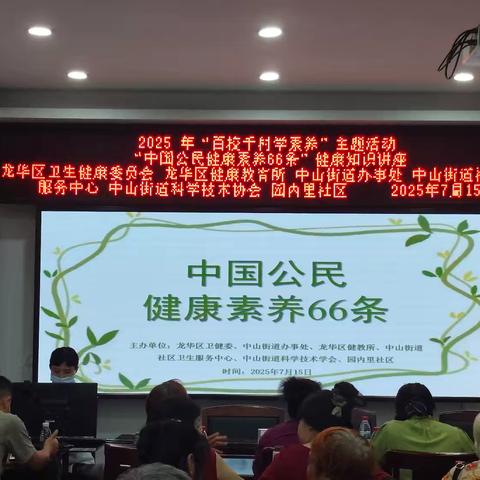 2025 年“百校千村学素养”主题活动
“中国公民健康素养66条”健康知识讲座
龙华区卫生健康委员会 龙华区健康教育所 中山街道办事处 中山街道社
服务中心 中山街道科学技术协会 园内里社区 2025年7月15
中国公民
健康素养66条
主办单位：龙华区卫健委、中山街道办事处、龙华区健教所、中山街道
社区卫生服务中心、中山街道科学技术学会、园内里社区
时间：2025年7月15日